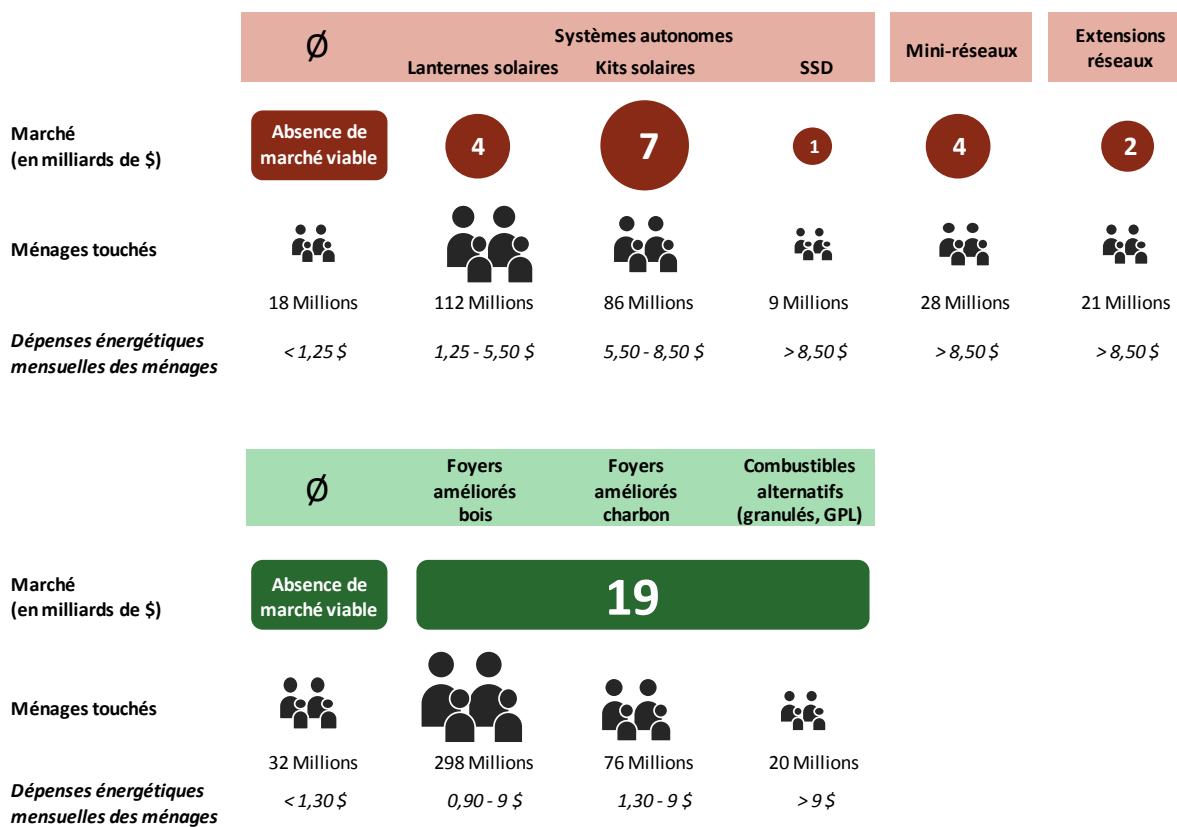 Ø
Systèmes autonomes
Lanternes solaires
Kits solaires
SSD
Mini-réseaux
Extensions
réseaux
Marché
(en milliards de $)
Absence de
marché viable
4
7
1
4
2
Ménages touchés
18 Millions
112 Millions
86 Millions
9 Millions
28 Millions
21 Millions
Dépenses énergétiques
mensuelles des ménages
< 1,25 $
1,25 - 5,50 $
5,50 - 8,50 $
> 8,50 $
> 8,50 $
> 8,50 $
Ø
Foyers
améliorés
bois
Foyers
améliorés
charbon
Combustibles
alternatifs
(granulés, GPL)
Marché
(en milliards de $)
Absence de
marché viable
19
Ménages touchés
32 Millions
298 Millions
76 Millions
20 Millions
Dépenses énergétiques
mensuelles des ménages
< 1,30 $
0,90 - 9 $
1,30 - 9 $
> 9 $